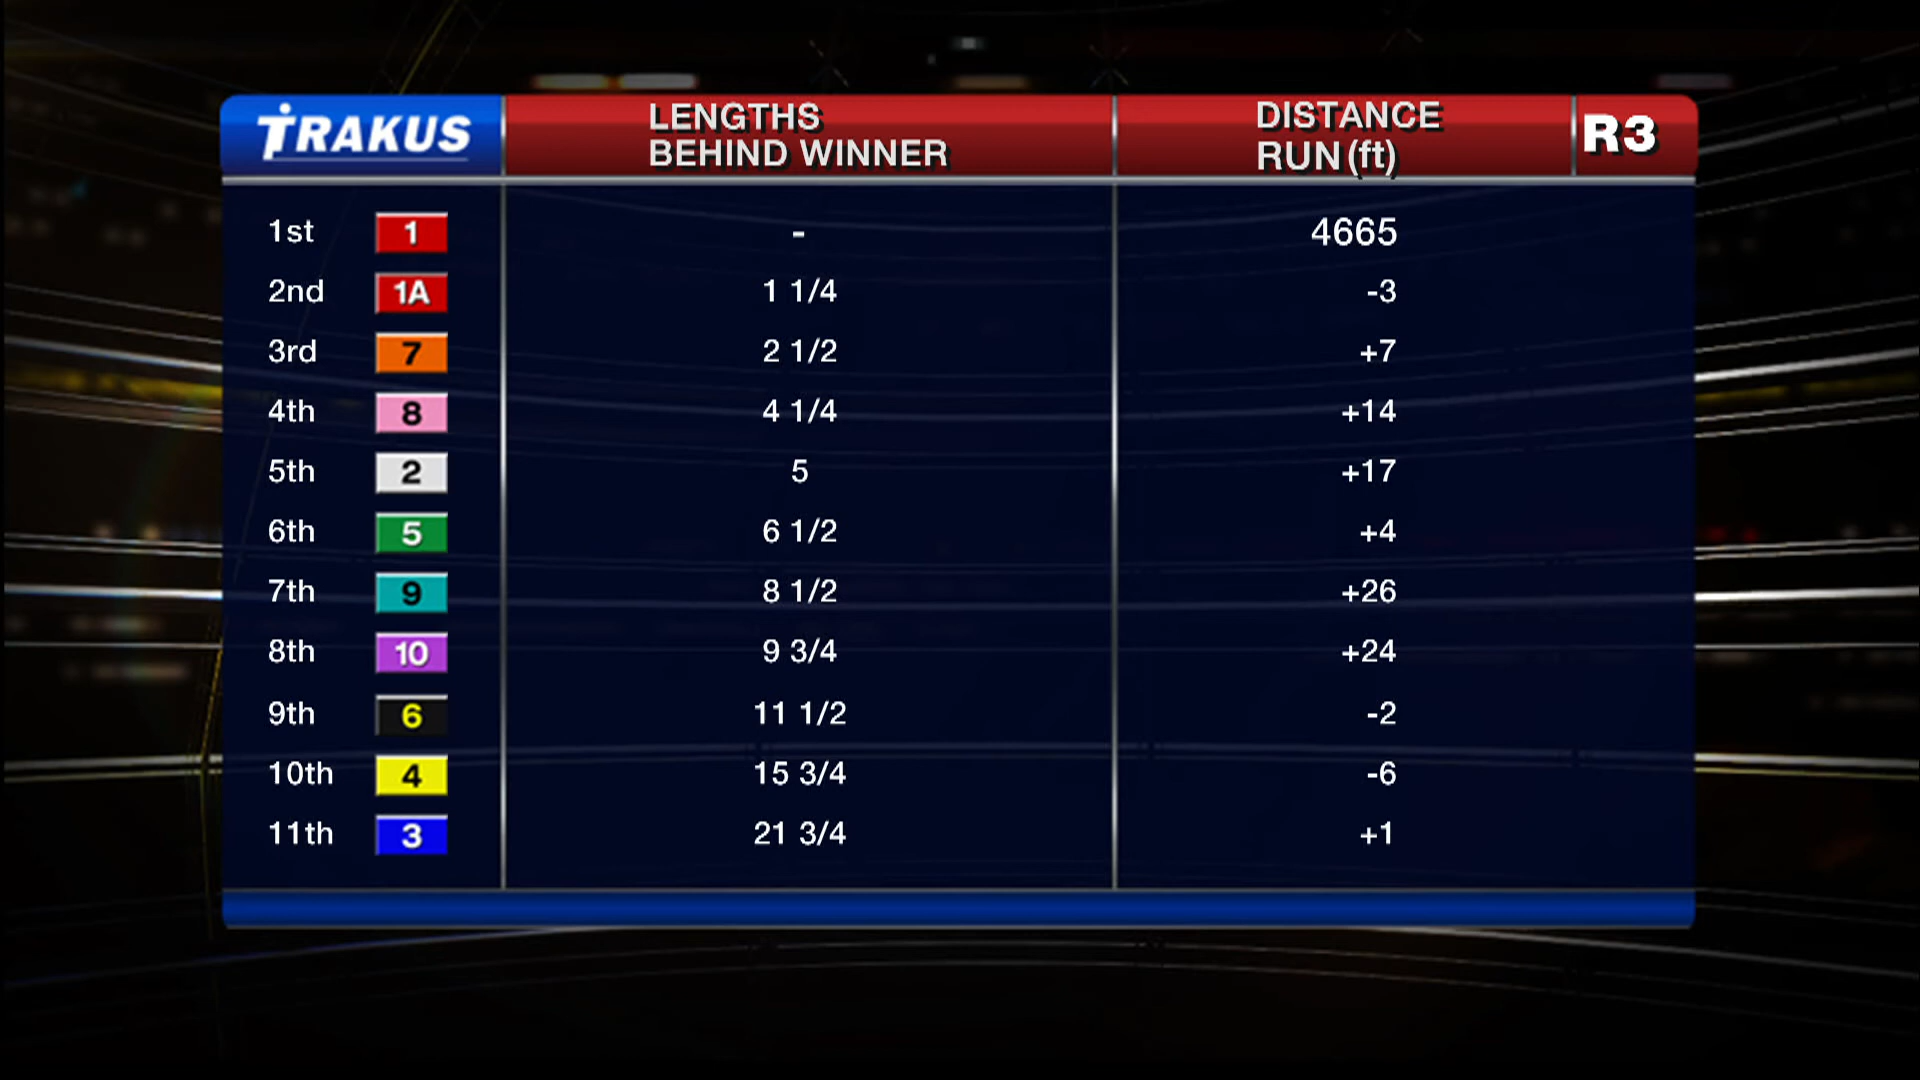 TRAKUS
LENGTHS
BEHIND WINNER
DISTANCE
RUN (ft)
R3
1st 1 - 4665
2nd 1A 1 1/4 -3
3rd 7 2 1/2 +7
4th 8 4 1/4 +14
5th 2 5 +17
6th 5 6 1/2 +4
7th 9 8 1/2 +26
8th 10 9 3/4 +24
9th 6 11 1/2 -2
10th 4 15 3/4 -6
11th 3 21 3/4 +1